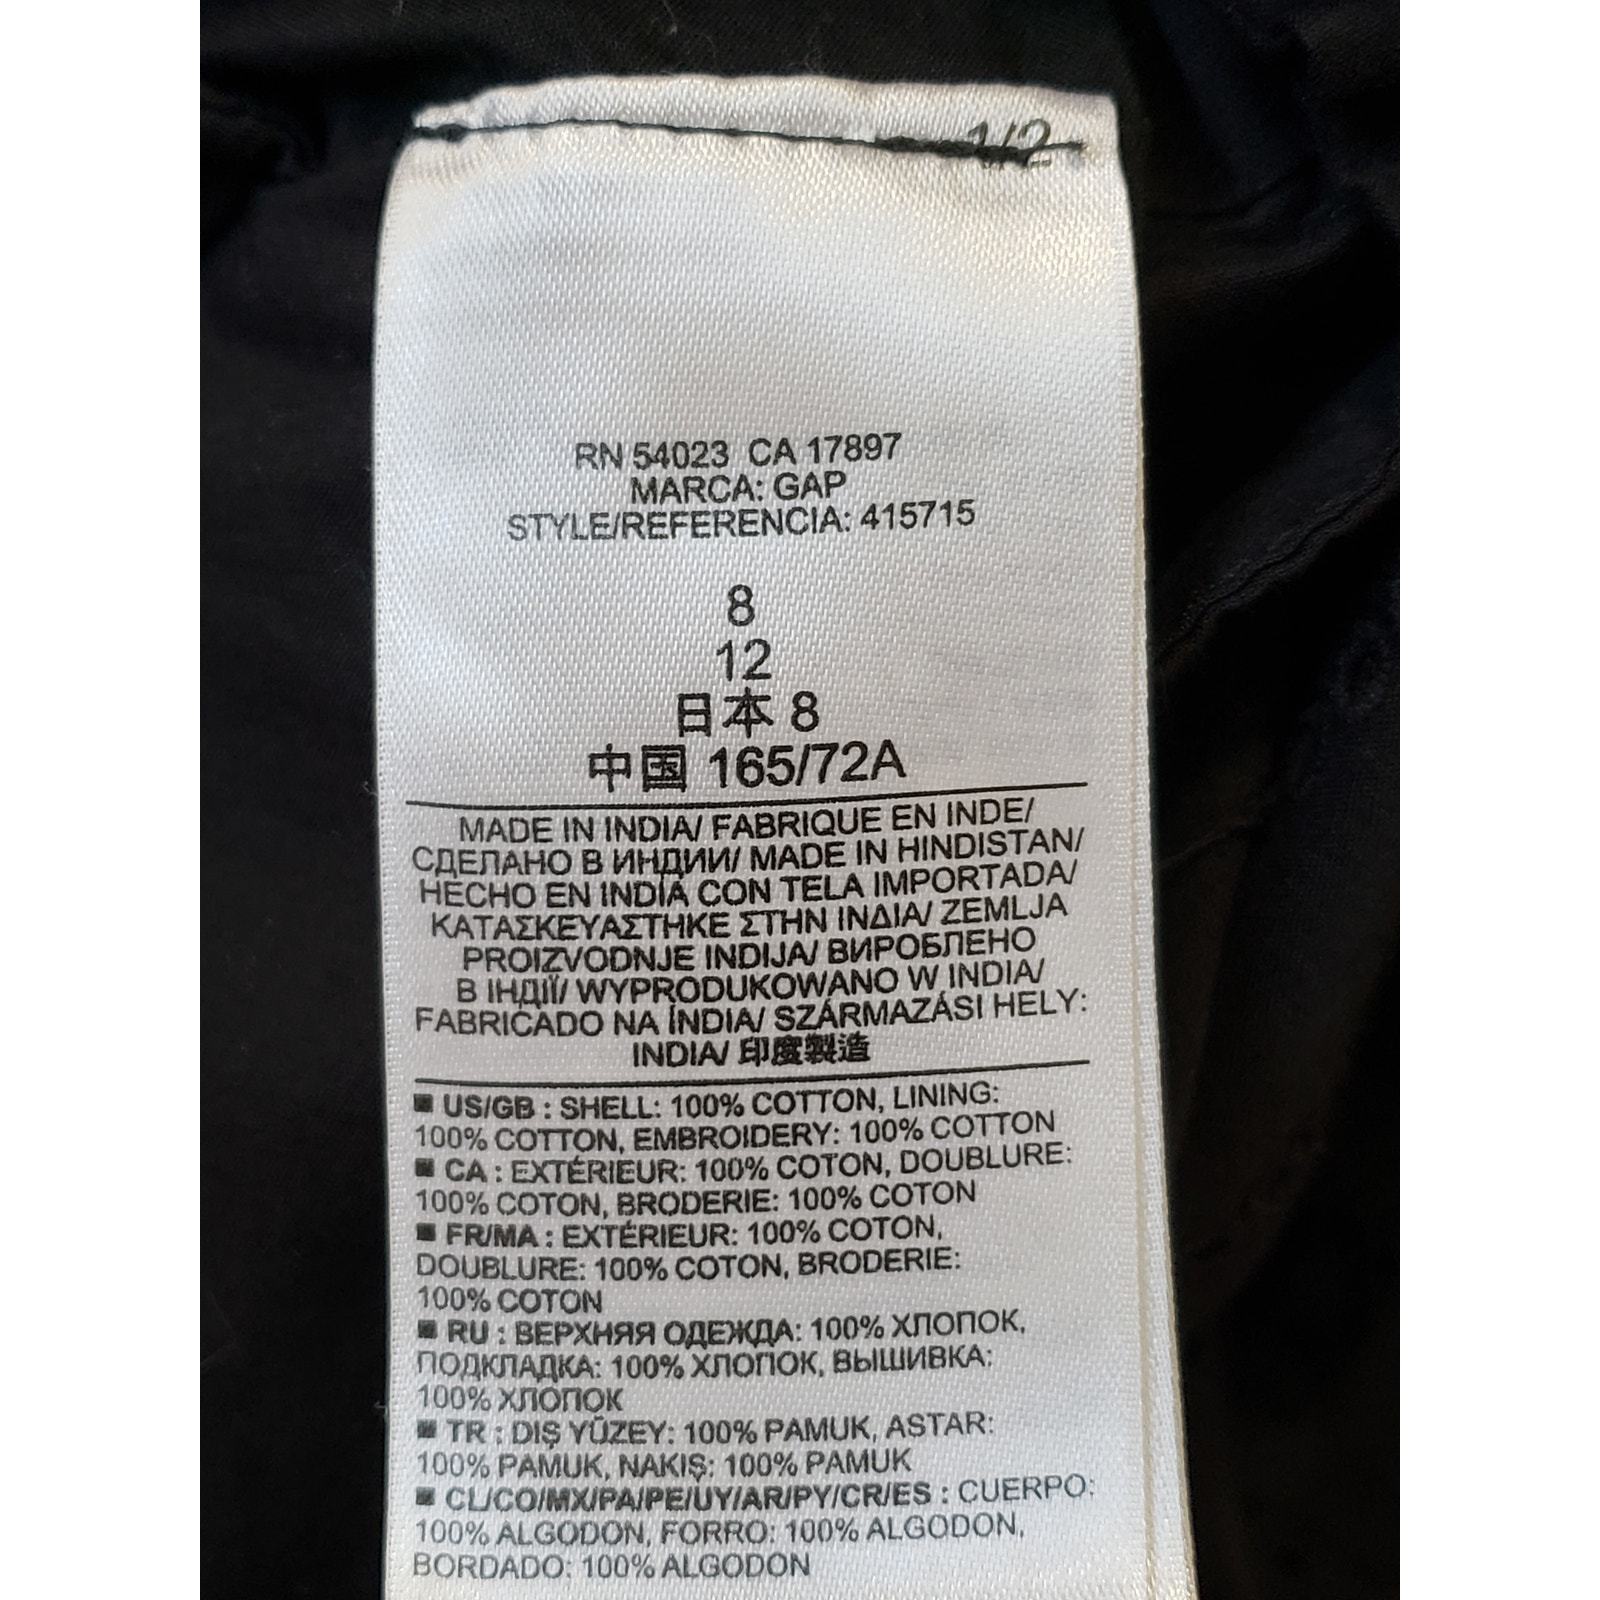 1/2
RN 54023 CA 17897
MARCA: GAP
STYLE/REFERENCIA: 415715
8
12
日本 8
中国 165/72A
MADE IN INDIA/ FABRIQUE EN INDE/
СДЕЛАНО В ИНДИИ/ MADE IN HINDISTAN/
HECHO EN INDIA CON TELA IMPORTADA/
ΚΑΤΑΣΚΕΥΑΣΤΗΚΕ ΣΤΗΝ ΙΝΔΙΑ/ ZEMLJA
PROIZVODNJE INDIJA/ ВИРОБЛЕНО
В ІНДІЇ/ WYPRODUKOWANO W INDIA/
FABRICADO NA ÍNDIA/ SZÁRMAZÁSI HELY:
INDIA/ 印度製造
■ US/GB : SHELL: 100% COTTON, LINING:
100% COTTON, EMBROIDERY: 100% COTTON
■ CA : EXTÉRIEUR: 100% COTON, DOUBLURE:
100% COTON, BRODERIE: 100% COTON
■ FR/MA : EXTÉRIEUR: 100% COTON,
DOUBLURE: 100% COTON, BRODERIE:
100% COTON
■ RU : ВЕРХНЯЯ ОДЕЖДА: 100% ХЛОПОК,
ПОДКЛАДКА: 100% ХЛОПОК, ВЫШИВКА:
100% ХЛОПОК
■ TR : DIŞ YÜZEY: 100% PAMUK, ASTAR:
100% PAMUK, NAKIŞ: 100% PAMUK
■ CL/CO/MX/PA/PE/UY/AR/PY/CR/ES : CUERPO:
100% ALGODON, FORRO: 100% ALGODON,
BORDADO: 100% ALGODON